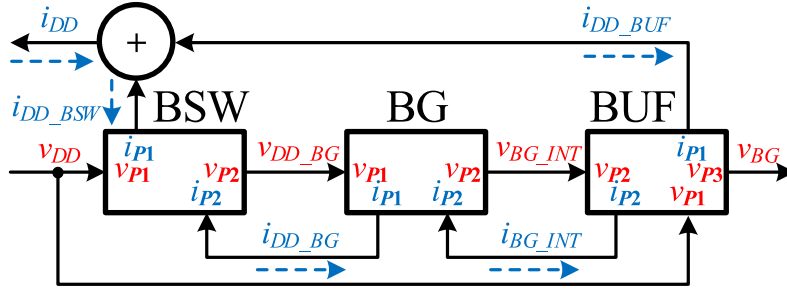 i_DD i_DD_BUF
+
i_DD_BSW BSW BG BUF
v_DD i_P1 v_DD_BG v_BG_INT i_P1 v_BG
v_P1 v_P2 v_P1 v_P2 v_P2 v_P3
i_P2 i_P1 i_P2 i_P2 v_P1
i_DD_BG i_BG_INT